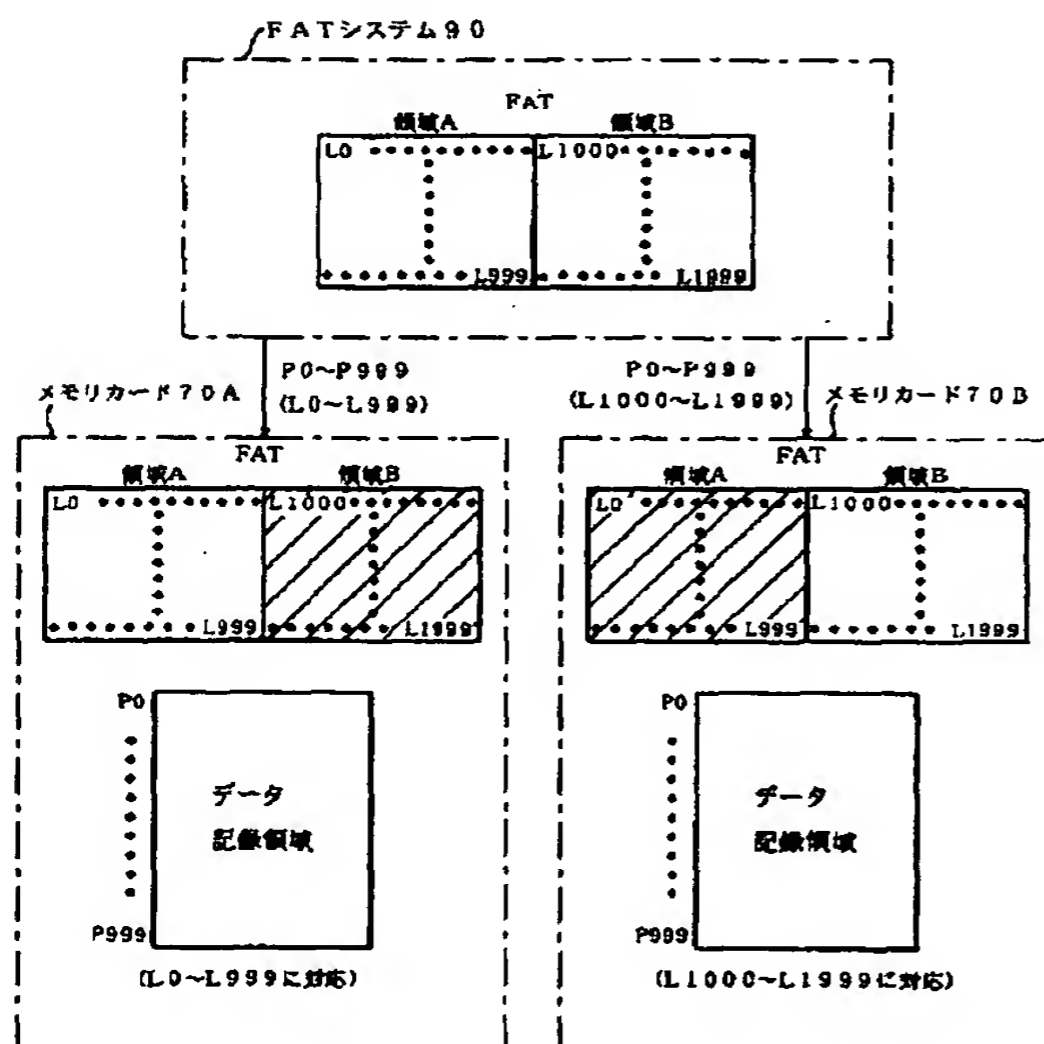 FATシステム90
FAT
領域A 領域B
L0 L1000
L999 L1999
P0~P999 P0~P999
(L0~L999) (L1000~L1999)
メモリカード70A メモリカード70B
FAT FAT
領域A 領域B 領域A 領域B
L0 L1000 L0 L1000
L999 L1999 L999 L1999
P0 P0
データ データ
記録領域 記録領域
P999 P999
(L0~L999に対応) (L1000~L1999に対応)